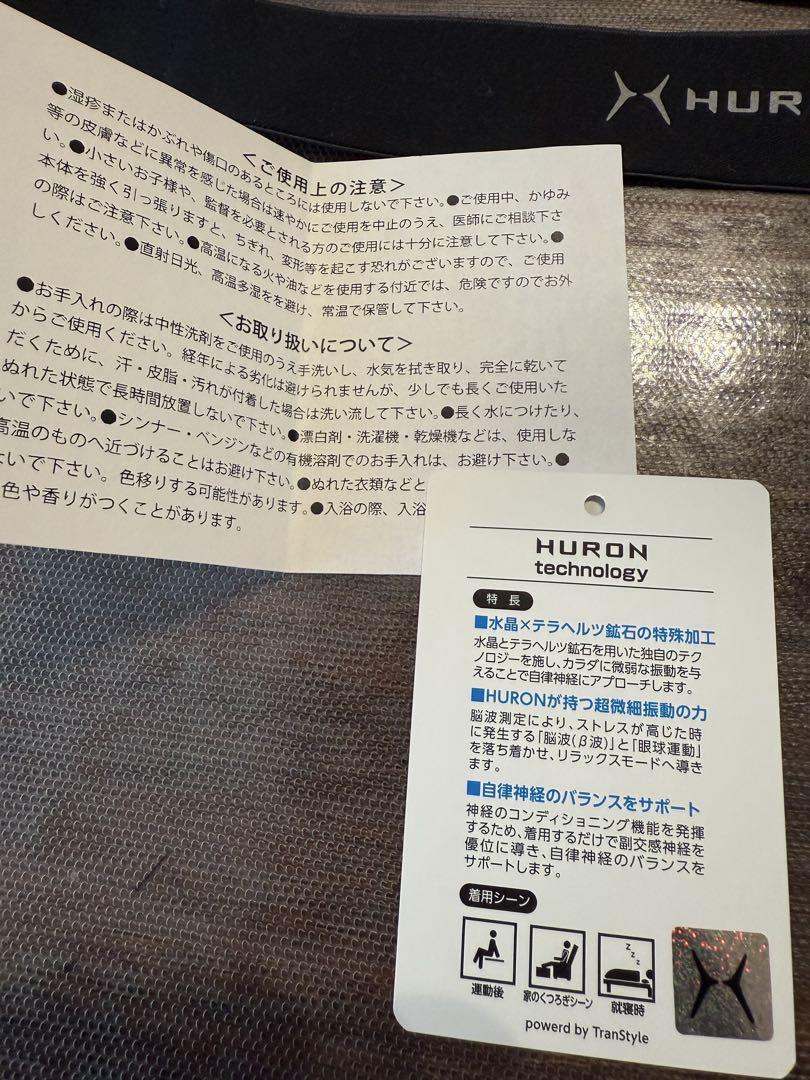 HUR
<ご使用上の注意>
●湿疹またはかぶれや傷口のあるところには使用しないで下さい。●ご使用中、かゆみ
等の皮膚などに異常を感じた場合は速やかにご使用を中止のうえ、医師にご相談下さ
い。●小さいお子様や、監督を必要とされる方のご使用には十分に注意して下さい。●
本体を強く引っ張りますと、ちぎれ、変形等を起こす恐れがございますので、ご使用
の際はご注意下さい。●高温になる火や油などを使用する付近では、危険ですのでお外
しください。●直射日光、高温多湿をを避け、常温で保管して下さい。
<お取り扱いについて>
●お手入れの際は中性洗剤をご使用のうえ手洗いし、水気を拭き取り、完全に乾いて
からご使用ください。経年による劣化は避けられませんが、少しでも長くご使用いた
だくために、汗・皮脂・汚れが付着した場合は洗い流して下さい。●長く水につけたり、
ぬれた状態で長時間放置しないで下さい。●漂白剤・洗濯機・乾燥機などは、使用しな
いで下さい。●シンナー・ベンジンなどの有機溶剤でのお手入れは、お避け下さい。●
高温のものへ近づけることはお避け下さい。●ぬれた衣類などと
ないで下さい。色移りする可能性があります。●入浴の際、入浴
色や香りがつくことがあります。
HURON
technology
特長
■水晶×テラヘルツ鉱石の特殊加工
水晶とテラヘルツ鉱石を用いた独自のテク
ノロジーを施し、カラダに微弱な振動を与
えることで自律神経にアプローチします。
■HURONが持つ超微細振動の力
脳波測定により、ストレスが高じた時
に発生する「脳波(β波)」と「眼球運動」
を落ち着かせ、リラックスモードへ導き
ます。
■自律神経のバランスをサポート
神経のコンディショニング機能を発揮
するため、着用するだけで副交感神経を
優位に導き、自律神経のバランスを
サポートします。
着用シーン
z z z
運動後 家のくつろぎシーン 就寝時
powerd by TranStyle